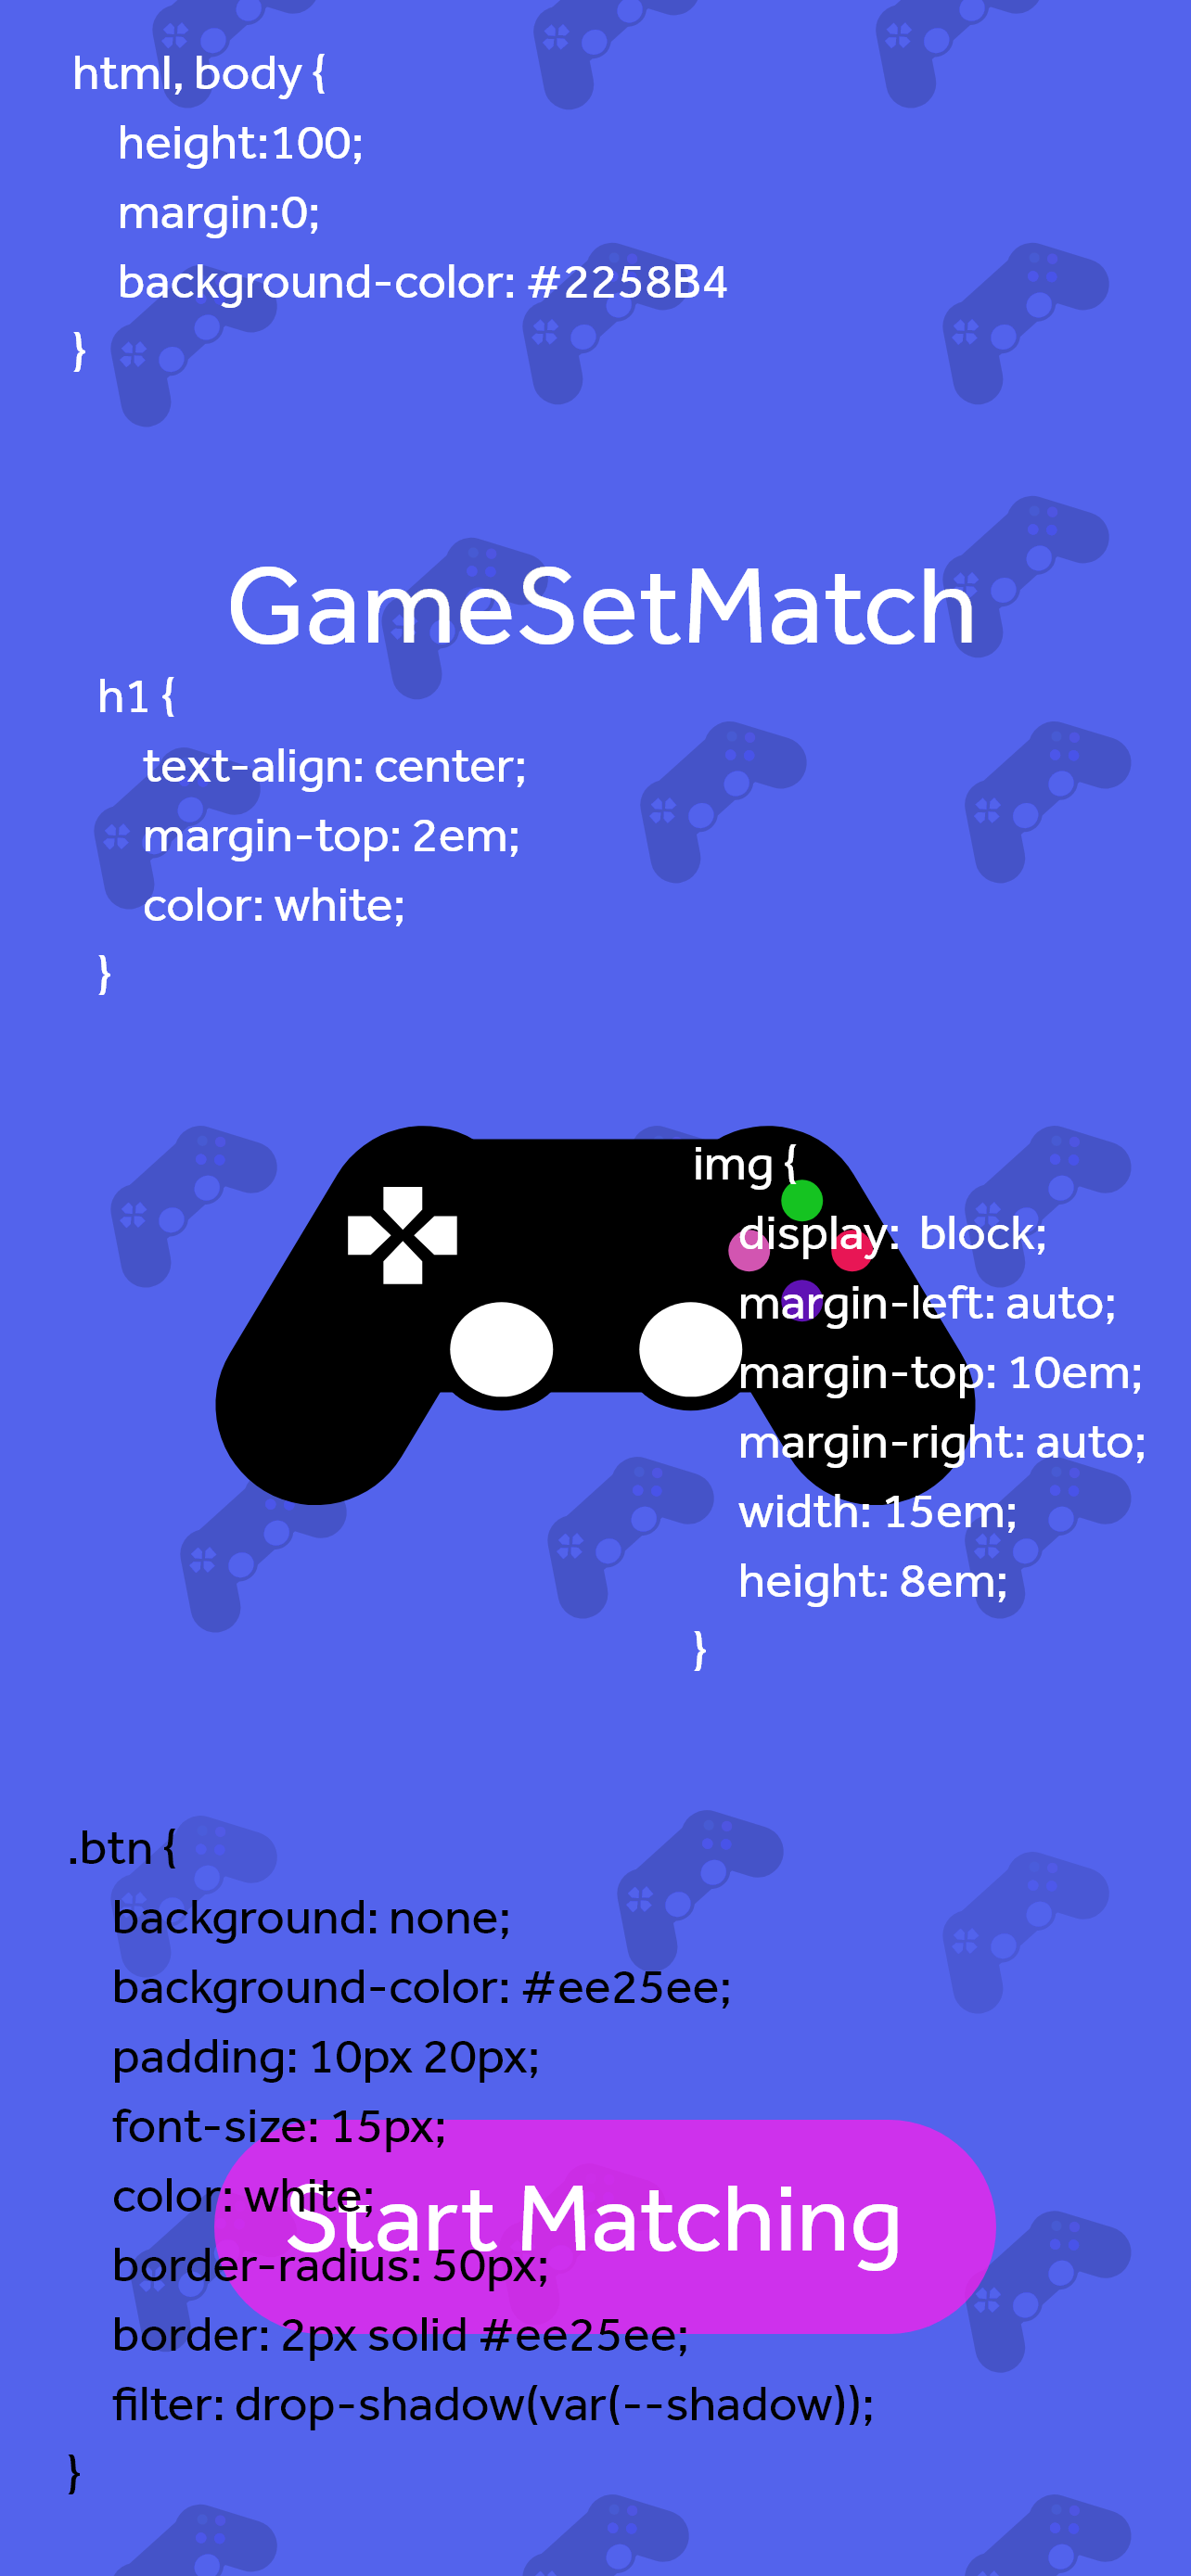 html, body {
height:100;
margin:0;
background-color: #2258B4
}
GameSetMatch
h1 {
text-align: center;
margin-top: 2em;
color: white;
}
img {
display:  block;
margin-left: auto;
margin-top: 10em;
margin-right: auto;
width: 15em;
height: 8em;
}
.btn {
background: none;
background-color: #ee25ee;
padding: 10px 20px;
font-size: 15px;
color: white;
Start Matching
border-radius: 50px;
border: 2px solid #ee25ee;
filter: drop-shadow(var(--shadow));
}